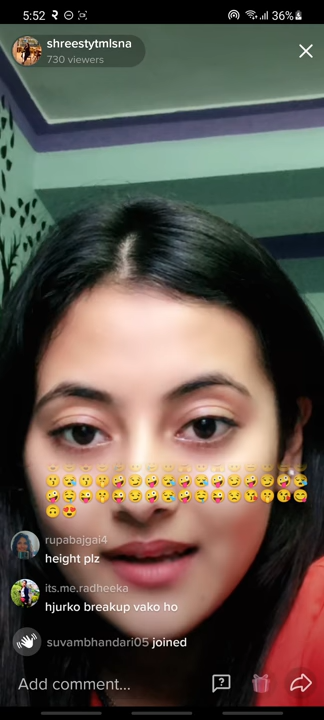 5:52
36%
shreestytmlsna
730 viewers
rupabajgai4
height plz
its.me.radheeka
hjurko breakup vako ho
suvambhandari05 joined
Add comment...